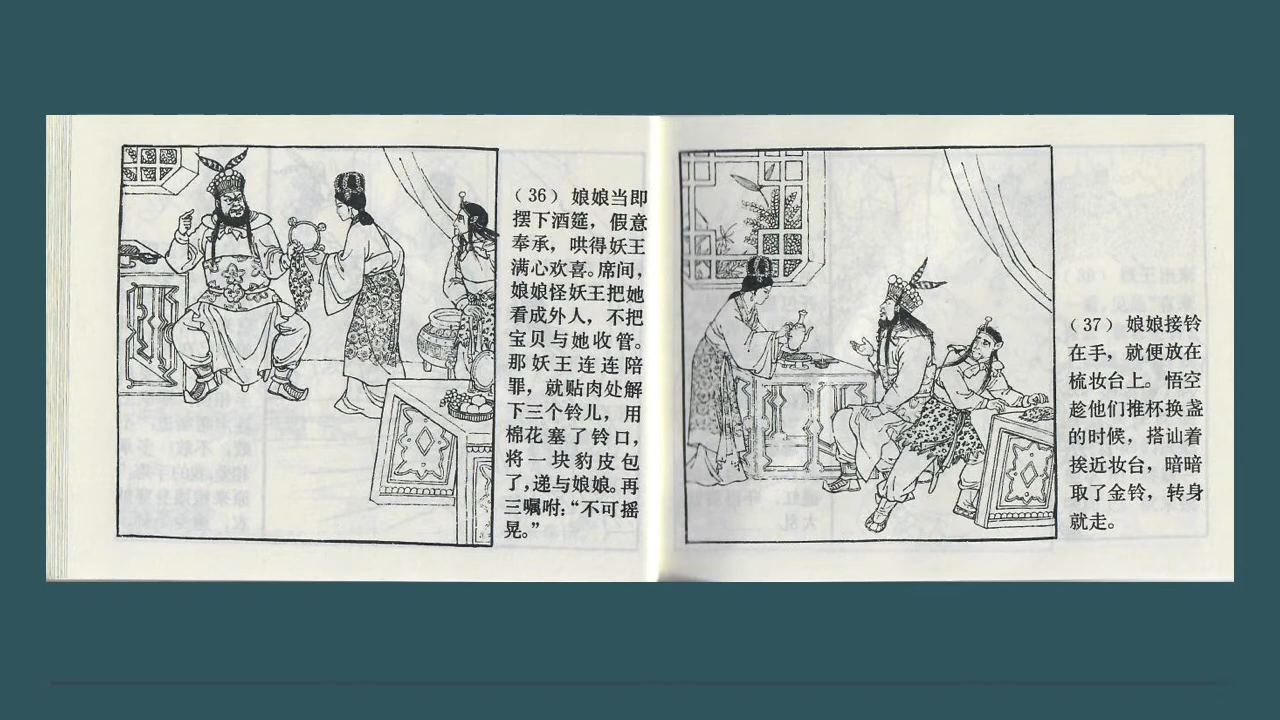 （36）娘娘当即
摆下酒筵，假意
奉承，哄得妖王
满心欢喜。席间，
娘娘怪妖王把她
看成外人，不把
宝贝与她收管。
那妖王连连陪
罪，就贴肉处解
下三个铃儿，用
棉花塞了铃口，
将一块豹皮包
了，递与娘娘。再
三嘱咐：“不可摇
晃。”
（37）娘娘接铃
在手，就便放在
梳妆台上。悟空
趁他们推杯换盏
的时候，搭讪着
挨近妆台，暗暗
取了金铃，转身
就走。